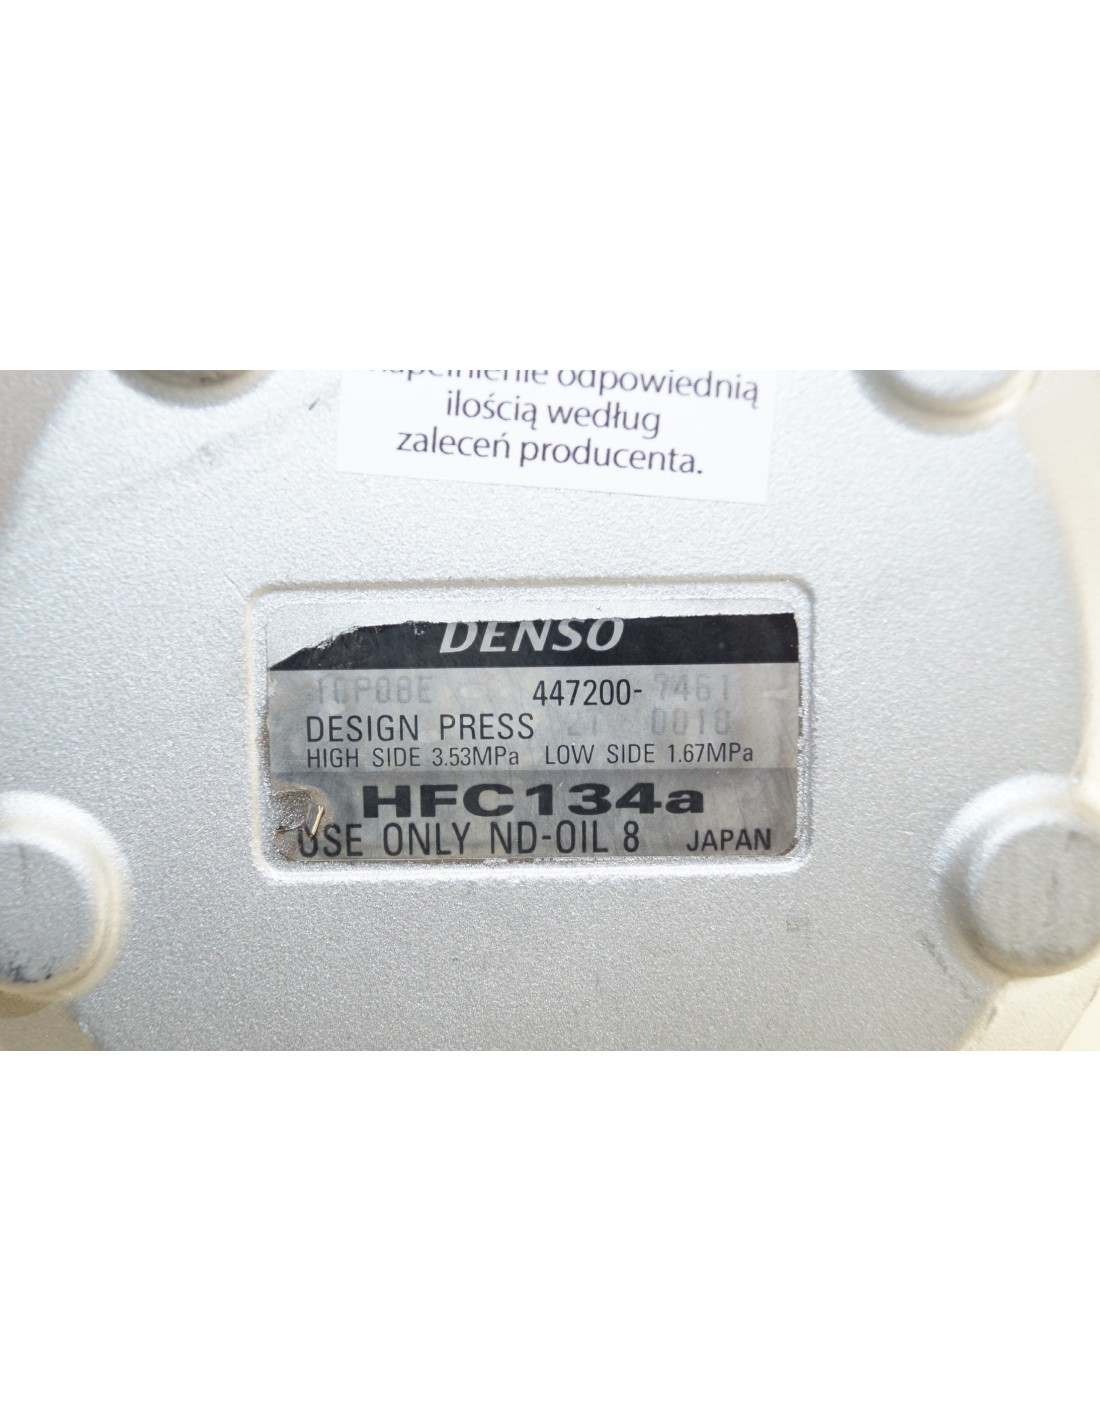 odpowiednią
ilością według
zaleceń producenta.
DENSO
10P08E 447200-7461
DESIGN PRESS 0018
HIGH SIDE 3.53MPa LOW SIDE 1.67MPa
HFC134a
USE ONLY ND-OIL 8 JAPAN